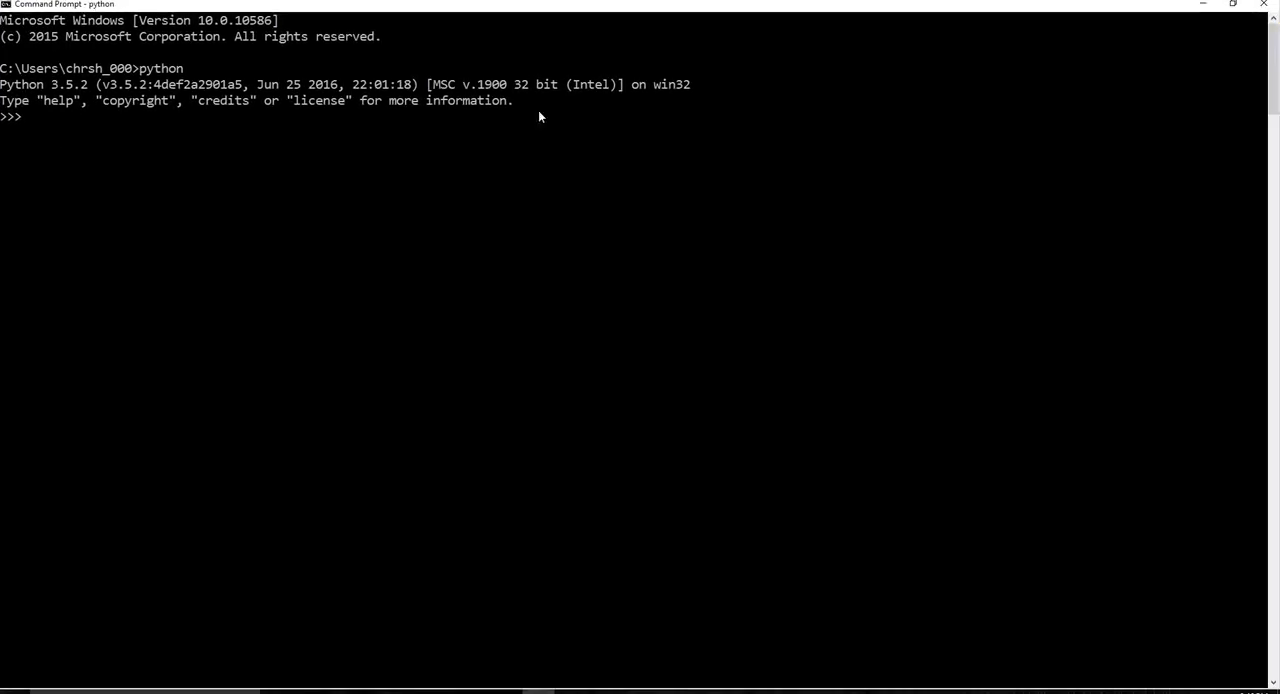 Command Prompt - python
Microsoft Windows [Version 10.0.10586]
(c) 2015 Microsoft Corporation. All rights reserved.
C:\Users\chrsh_000>python
Python 3.5.2 (v3.5.2:4def2a2901a5, Jun 25 2016, 22:01:18) [MSC v.1900 32 bit (Intel)] on win32
Type "help", "copyright", "credits" or "license" for more information.
>>>